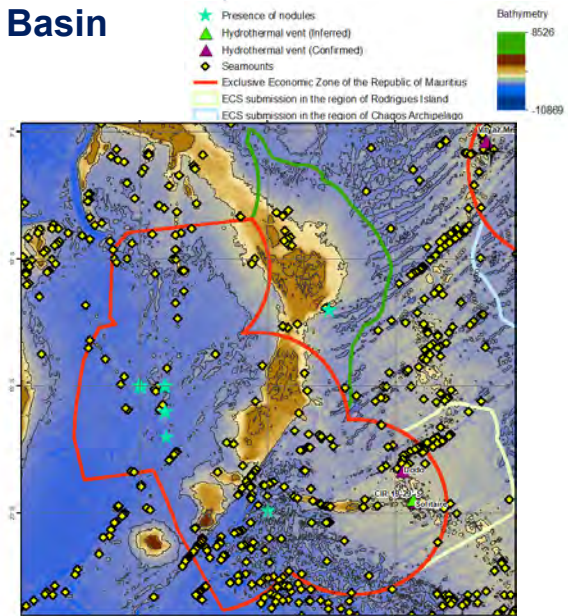 Basin
Presence of nodules
Hydrothermal vent (Inferred)
Hydrothermal vent (Confirmed)
Seamounts
Exclusive Economic Zone of the Republic of Mauritius
ECS submission in the region of Rodrigues Island
ECS submission in the region of Chagos Archipelago
Bathymetry
8526
-10869
Dodo
Solitaire